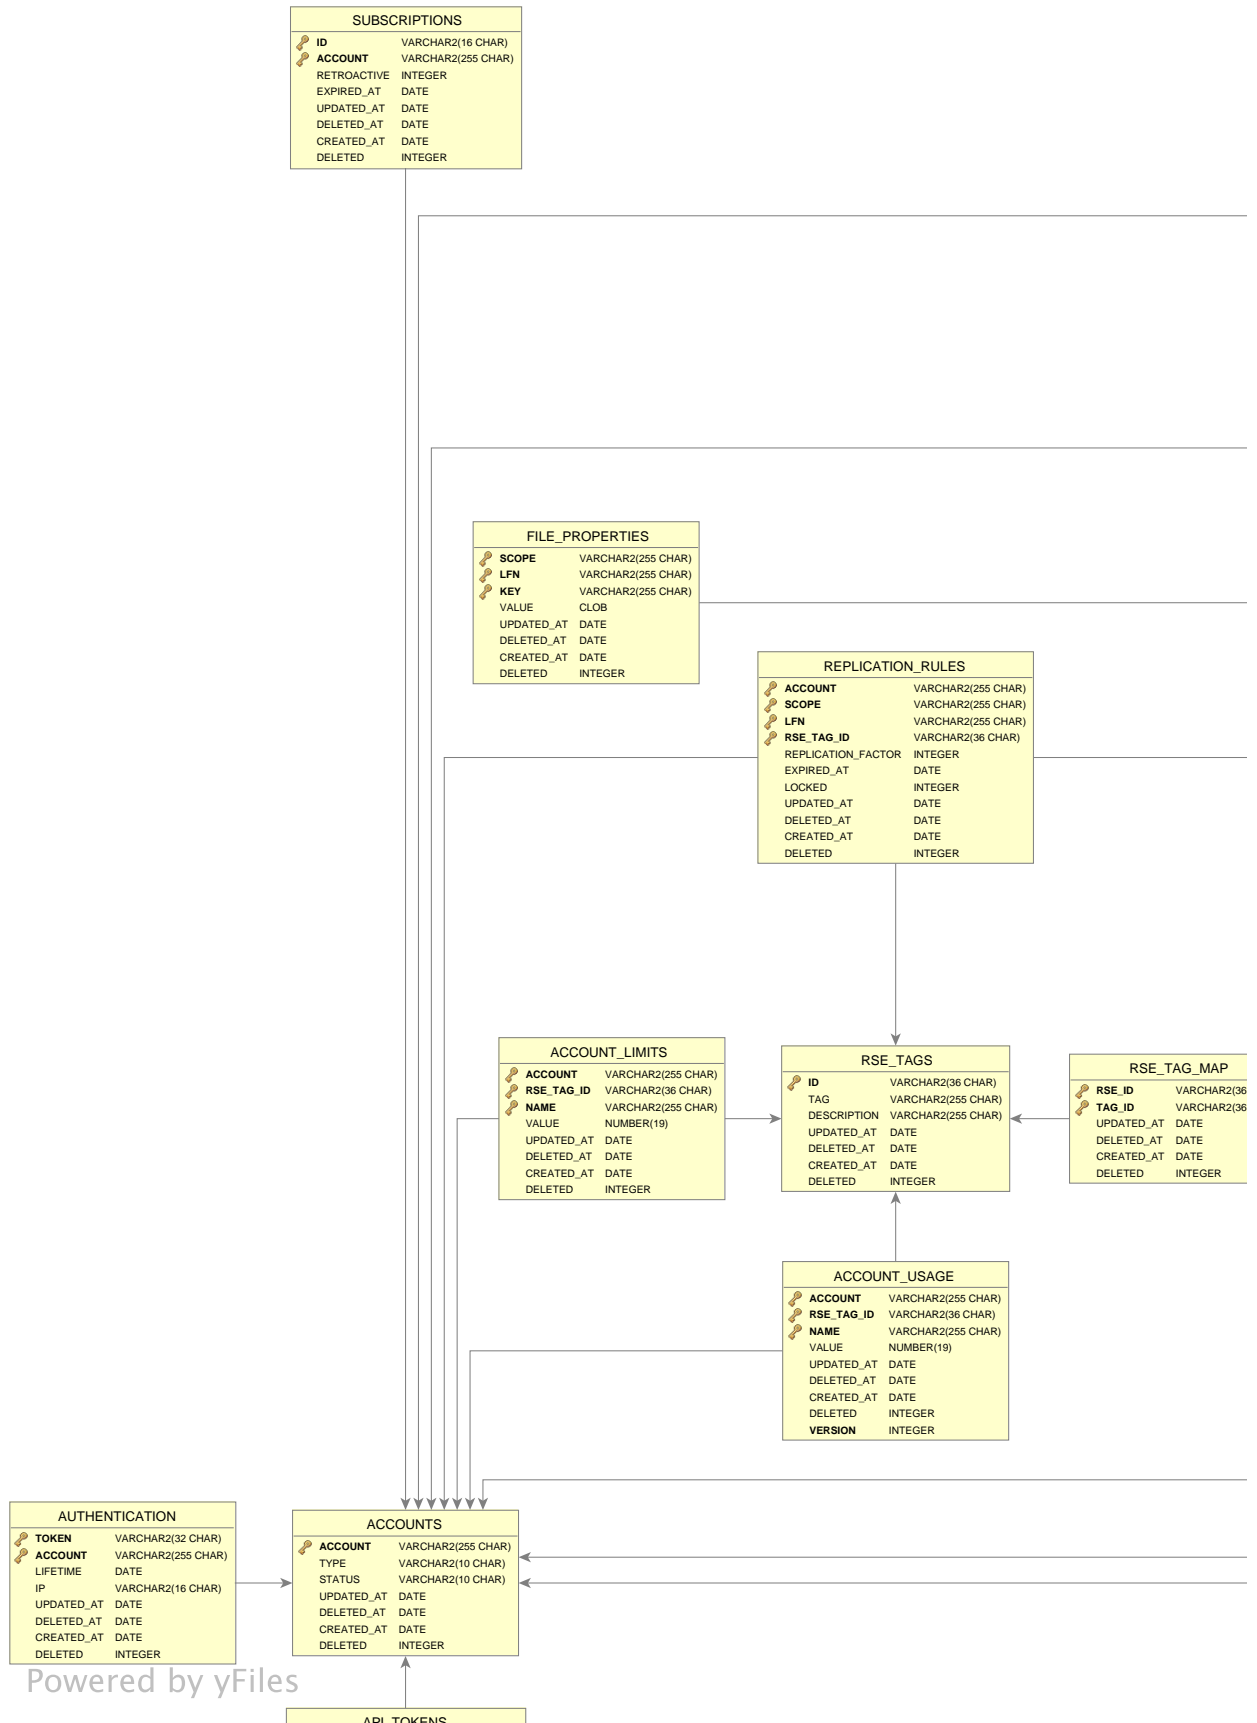 SUBSCRIPTIONS
ID VARCHAR2(16 CHAR)
ACCOUNT VARCHAR2(255 CHAR)
RETROACTIVE INTEGER
EXPIRED_AT DATE
UPDATED_AT DATE
DELETED_AT DATE
CREATED_AT DATE
DELETED INTEGER
FILE_PROPERTIES
SCOPE VARCHAR2(255 CHAR)
LFN VARCHAR2(255 CHAR)
KEY VARCHAR2(255 CHAR)
VALUE CLOB
UPDATED_AT DATE
DELETED_AT DATE
CREATED_AT DATE
DELETED INTEGER
REPLICATION_RULES
ACCOUNT VARCHAR2(255 CHAR)
SCOPE VARCHAR2(255 CHAR)
LFN VARCHAR2(255 CHAR)
RSE_TAG_ID VARCHAR2(36 CHAR)
REPLICATION_FACTOR INTEGER
EXPIRED_AT DATE
LOCKED INTEGER
UPDATED_AT DATE
DELETED_AT DATE
CREATED_AT DATE
DELETED INTEGER
ACCOUNT_LIMITS
ACCOUNT VARCHAR2(255 CHAR)
RSE_TAG_ID VARCHAR2(36 CHAR)
NAME VARCHAR2(255 CHAR)
VALUE NUMBER(19)
UPDATED_AT DATE
DELETED_AT DATE
CREATED_AT DATE
DELETED INTEGER
RSE_TAGS
ID VARCHAR2(36 CHAR)
TAG VARCHAR2(255 CHAR)
DESCRIPTION VARCHAR2(255 CHAR)
UPDATED_AT DATE
DELETED_AT DATE
CREATED_AT DATE
DELETED INTEGER
RSE_TAG_MAP
RSE_ID VARCHAR2(36
TAG_ID VARCHAR2(36
UPDATED_AT DATE
DELETED_AT DATE
CREATED_AT DATE
DELETED INTEGER
ACCOUNT_USAGE
ACCOUNT VARCHAR2(255 CHAR)
RSE_TAG_ID VARCHAR2(36 CHAR)
NAME VARCHAR2(255 CHAR)
VALUE NUMBER(19)
UPDATED_AT DATE
DELETED_AT DATE
CREATED_AT DATE
DELETED INTEGER
VERSION INTEGER
AUTHENTICATION
TOKEN VARCHAR2(32 CHAR)
ACCOUNT VARCHAR2(255 CHAR)
LIFETIME DATE
IP VARCHAR2(16 CHAR)
UPDATED_AT DATE
DELETED_AT DATE
CREATED_AT DATE
DELETED INTEGER
ACCOUNTS
ACCOUNT VARCHAR2(255 CHAR)
TYPE VARCHAR2(10 CHAR)
STATUS VARCHAR2(10 CHAR)
UPDATED_AT DATE
DELETED_AT DATE
CREATED_AT DATE
DELETED INTEGER
Powered by yFiles
API_TOKENS